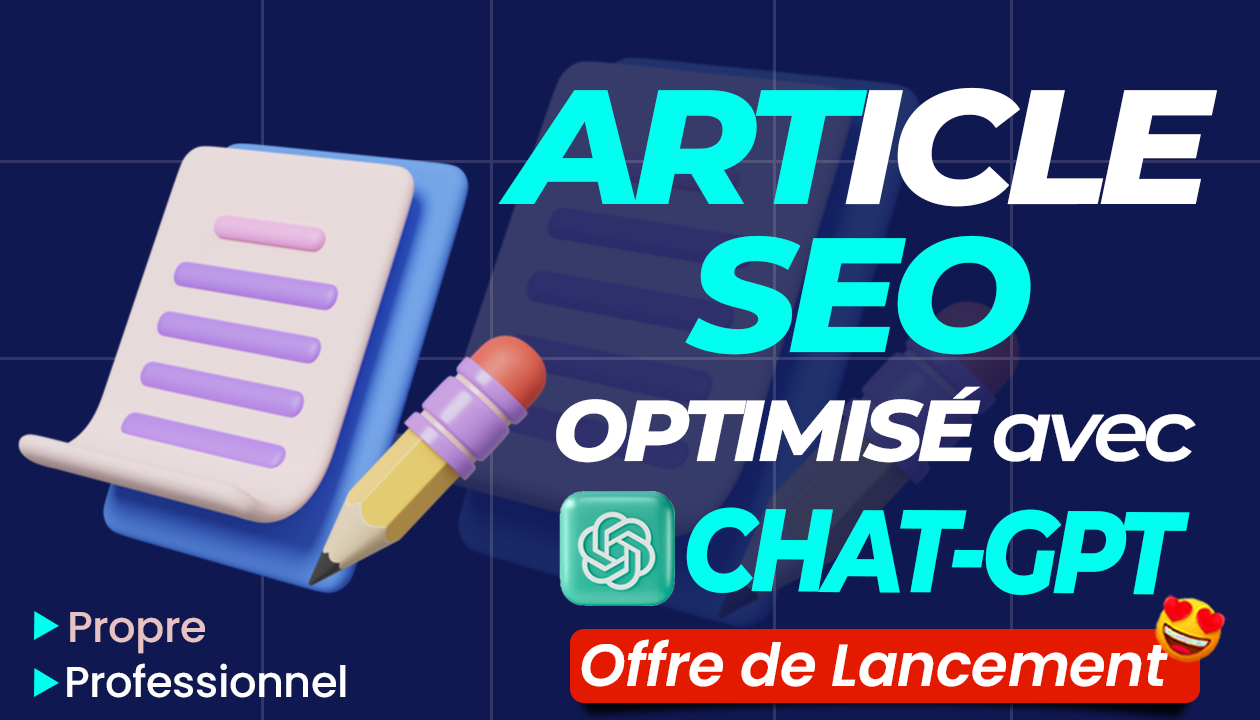 ARTICLE
SEO
OPTIMISÉ avec
CHAT-GPT
Offre de Lancement
Propre
Professionnel